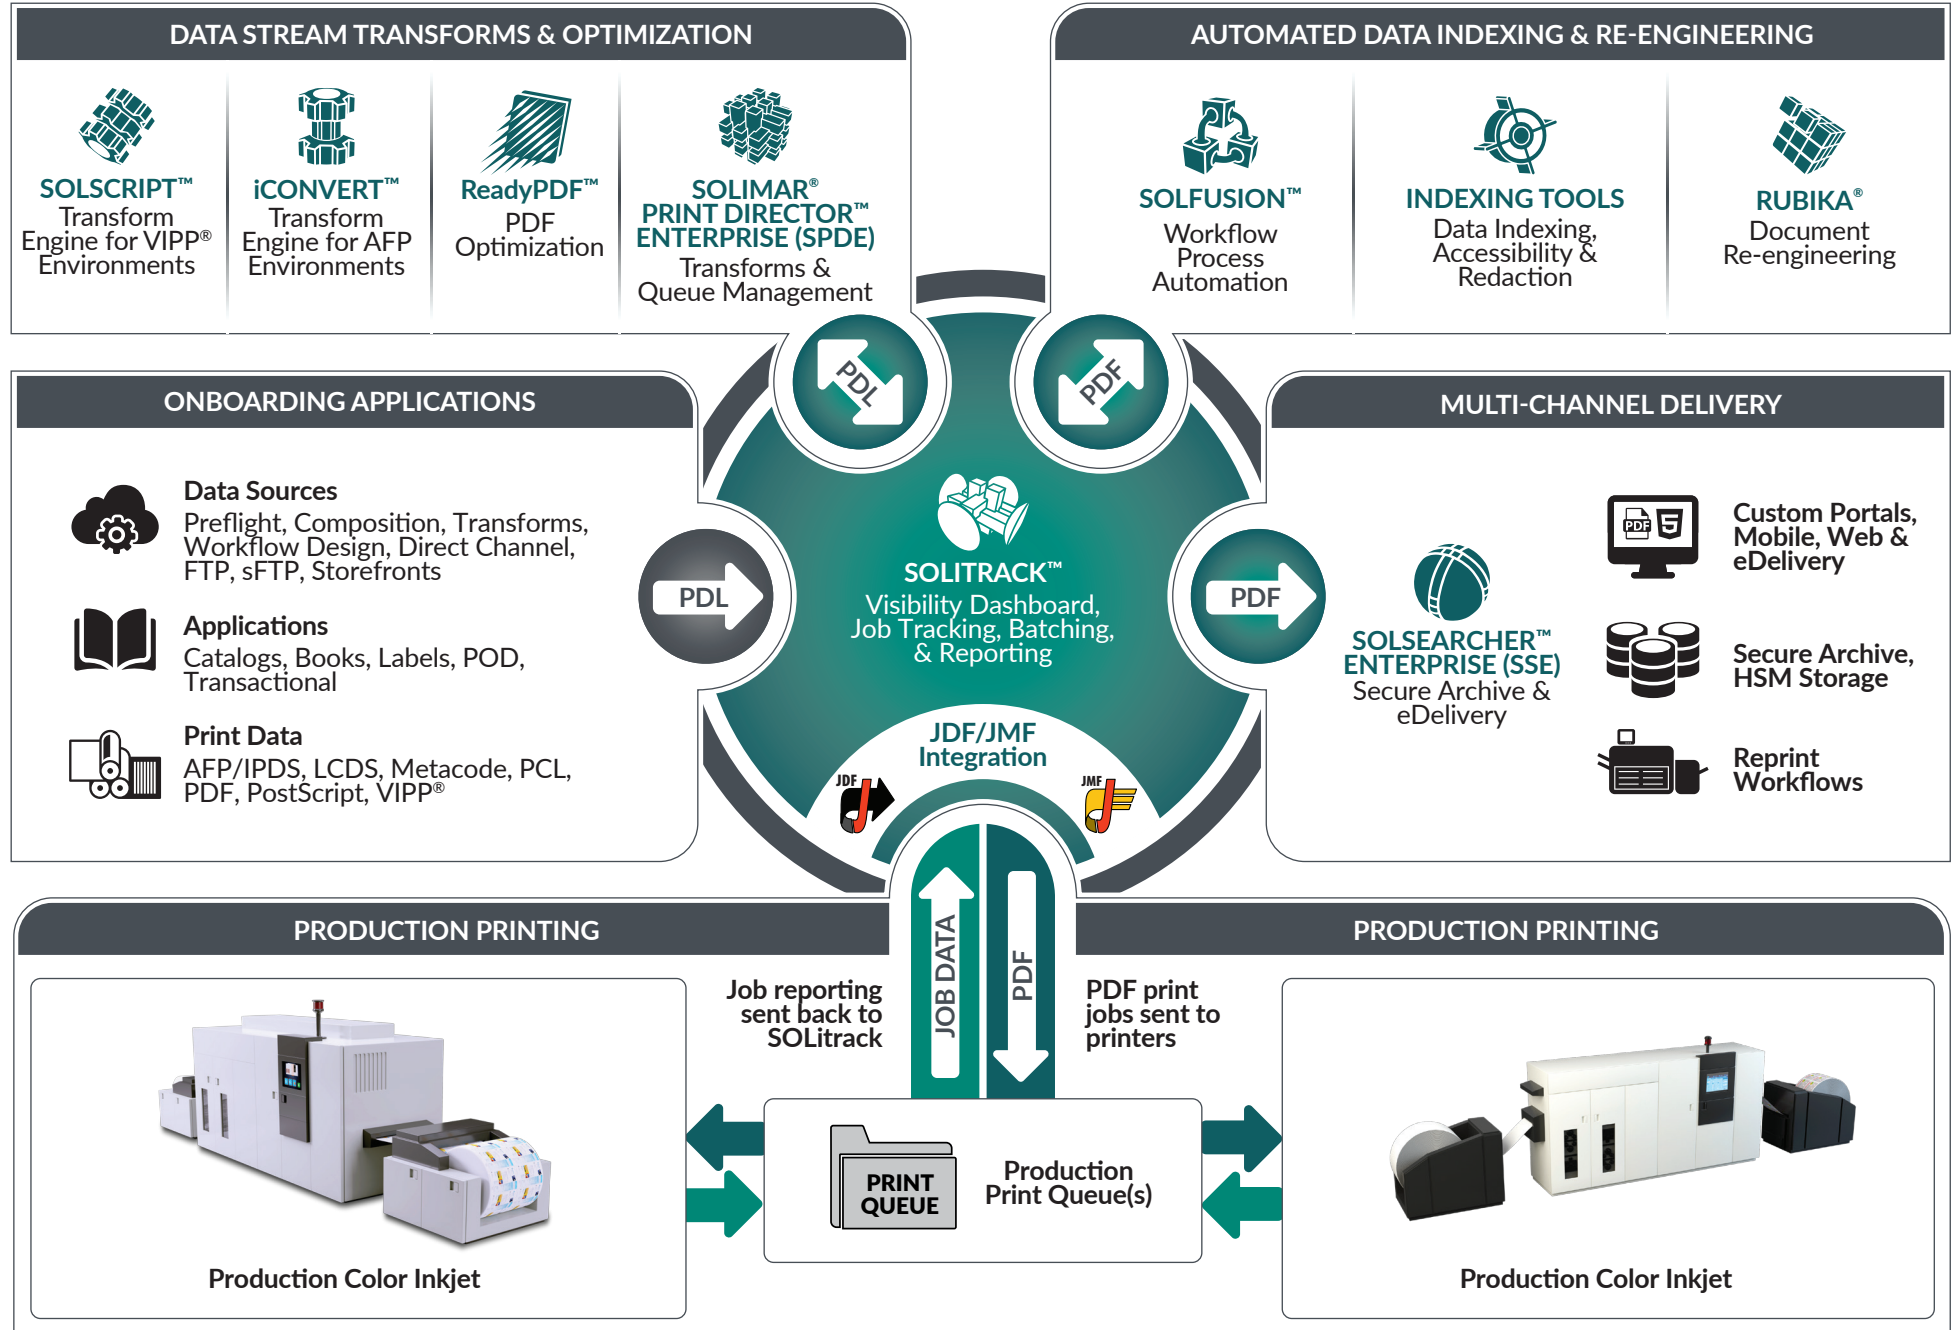 DATA STREAM TRANSFORMS & OPTIMIZATION
SOLSCRIPT™
Transform
Engine for VIPP®
Environments
iCONVERT™
Transform
Engine for AFP
Environments
ReadyPDF™
PDF
Optimization
SOLIMAR®
PRINT DIRECTOR™
ENTERPRISE (SPDE)
Transforms &
Queue Management
AUTOMATED DATA INDEXING & RE-ENGINEERING
SOLFUSION™
Workflow
Process
Automation
INDEXING TOOLS
Data Indexing,
Accessibility &
Redaction
RUBIKA®
Document
Re-engineering
PDL
PDF
ONBOARDING APPLICATIONS
Data Sources
Preflight, Composition, Transforms,
Workflow Design, Direct Channel,
FTP, sFTP, Storefronts
Applications
Catalogs, Books, Labels, POD,
Transactional
Print Data
AFP/IPDS, LCDS, Metacode, PCL,
PDF, PostScript, VIPP®
PDL
SOLITRACK™
Visibility Dashboard,
Job Tracking, Batching,
& Reporting
JDF/JMF
Integration
JDF
JMF
PDF
MULTI-CHANNEL DELIVERY
SOLSEARCHER™
ENTERPRISE (SSE)
Secure Archive &
eDelivery
PDF
5
Custom Portals,
Mobile, Web &
eDelivery
Secure Archive,
HSM Storage
Reprint
Workflows
PRODUCTION PRINTING
Production Color Inkjet
Job reporting
sent back to
SOLitrack
JOB DATA
PDF
PDF print
jobs sent to
printers
PRINT
QUEUE
Production
Print Queue(s)
PRODUCTION PRINTING
Production Color Inkjet